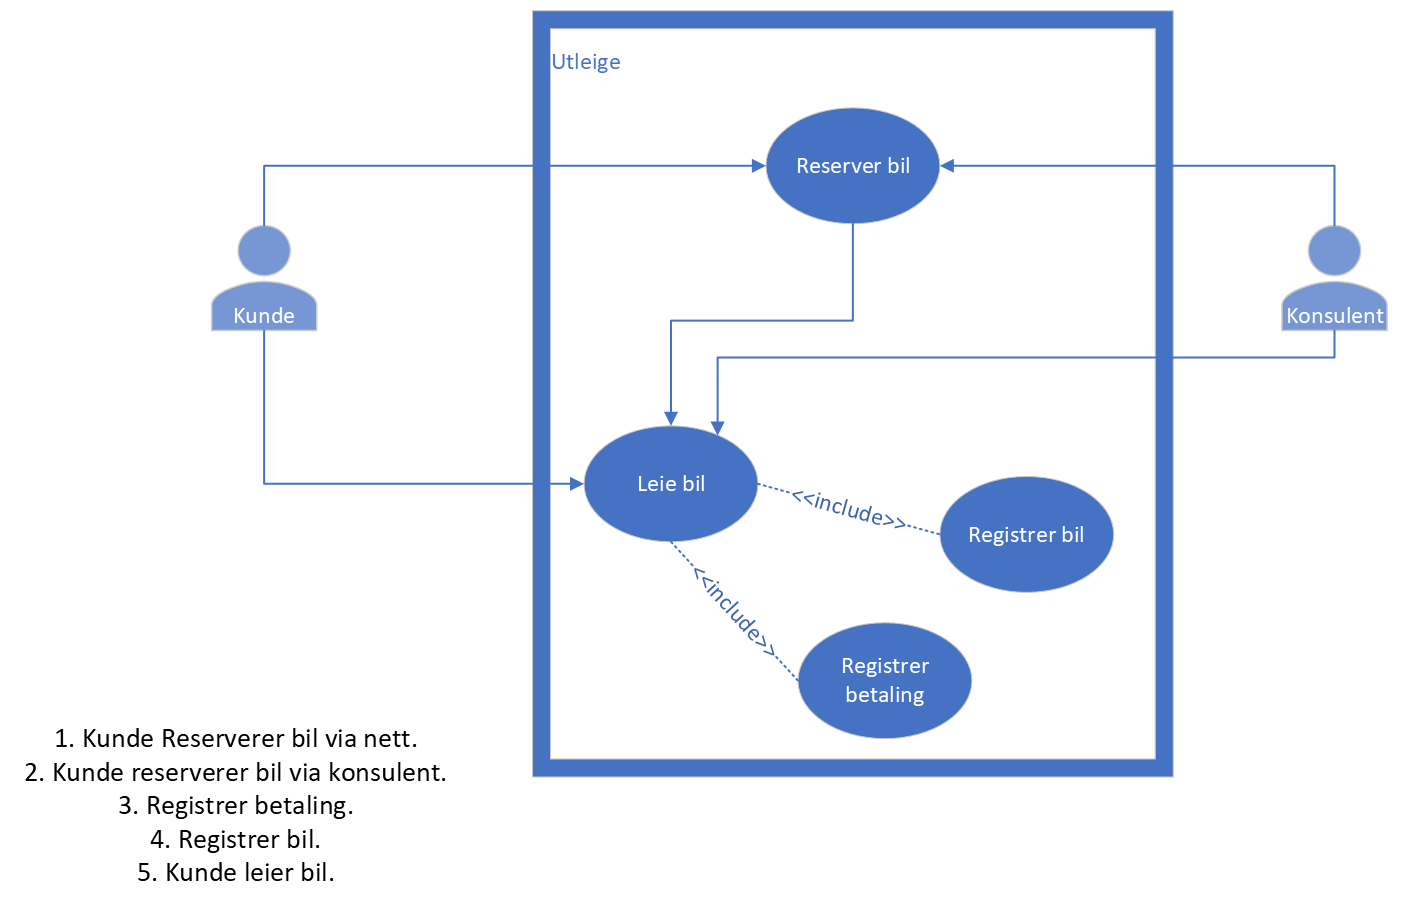 Utleige
Reserver bil
Kunde
Konsulent
Leie bil
<<include>>
Registrer bil
<<include>>
Registrer
betaling
1. Kunde Reserverer bil via nett.
2. Kunde reserverer bil via konsulent.
3. Registrer betaling.
4. Registrer bil.
5. Kunde leier bil.